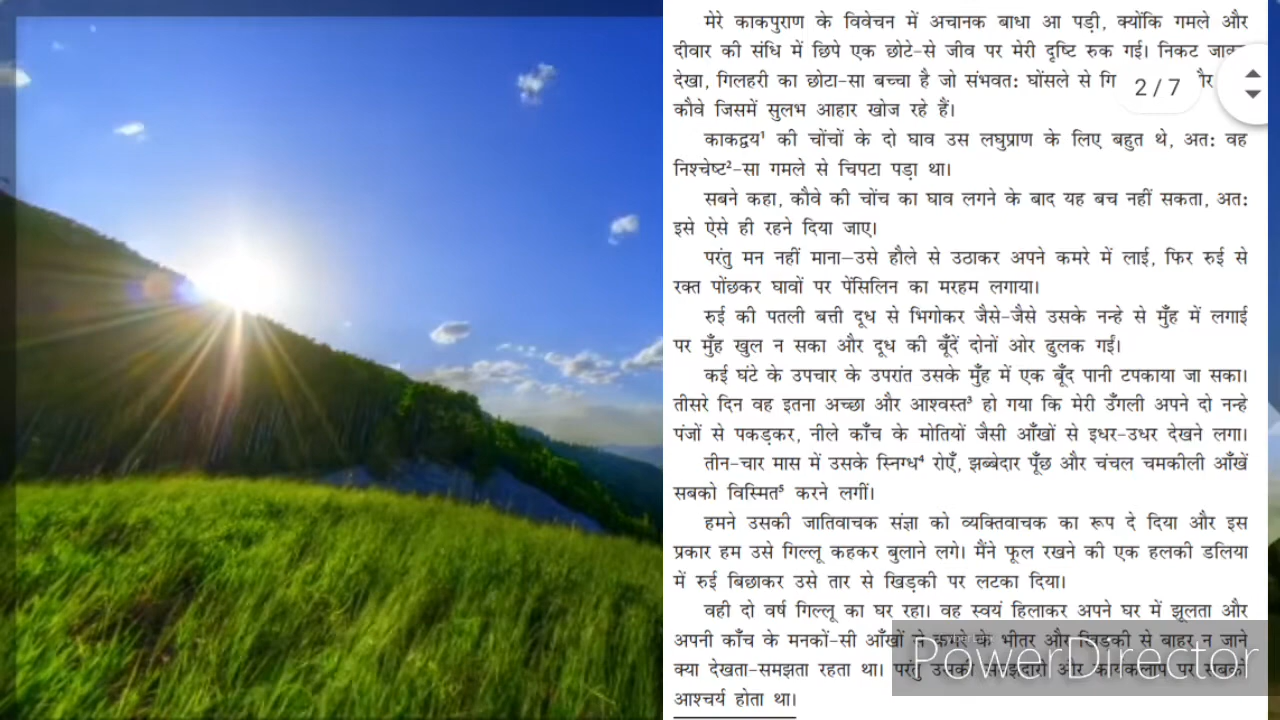 मेरे काकपुराण के विवेचन में अचानक बाधा आ पड़ी, क्योंकि गमले और
दीवार की संधि में छिपे एक छोटे-से जीव पर मेरी दृष्टि रुक गई। निकट
देखा, गिलहरी का छोटा-सा बच्चा है जो संभवत: घोंसले से
2 / 7
कौवे जिसमें सुलभ आहार खोज रहे हैं।
काकद्वय¹ की चोंचों के दो घाव उस लघुप्राण के लिए बहुत थे, अत: वह
निश्चेष्ट²-सा गमले से चिपटा पड़ा था।
सबने कहा, कौवे की चोंच का घाव लगने के बाद यह बच नहीं सकता, अत:
इसे ऐसे ही रहने दिया जाए।
परंतु मन नहीं माना—उसे हौले से उठाकर अपने कमरे में लाई, फिर रुई से
रक्त पोंछकर घावों पर पेंसिलिन का मरहम लगाया।
रुई की पतली बत्ती दूध से भिगोकर जैसे-जैसे उसके नन्हे से मुँह में लगाई
पर मुँह खुल न सका और दूध की बूँदें दोनों ओर ढुलक गईं।
कई घंटे के उपचार के उपरांत उसके मुँह में एक बूँद पानी टपकाया जा सका।
तीसरे दिन वह इतना अच्छा और आश्वस्त³ हो गया कि मेरी उँगली अपने दो नन्हे
पंजों से पकड़कर, नीले काँच के मोतियों जैसी आँखों से इधर-उधर देखने लगा।
तीन-चार मास में उसके स्निग्ध⁴ रोएँ, झब्बेदार पूँछ और चंचल चमकीली आँखें
सबको विस्मित⁵ करने लगीं।
हमने उसकी जातिवाचक संज्ञा को व्यक्तिवाचक का रूप दे दिया और इस
प्रकार हम उसे गिल्लू कहकर बुलाने लगे। मैंने फूल रखने की एक हलकी डलिया
में रुई बिछाकर उसे तार से खिड़की पर लटका दिया।
वही दो वर्ष गिल्लू का घर रहा। वह स्वयं हिलाकर अपने घर में झूलता और
अपनी काँच के मनकों-सी आँखों से कमरे के भीतर और खिड़की से बाहर न जाने
क्या देखता-समझता रहता था। परंतु उसकी समझदारी और कार्यकलाप पर सबको
आश्चर्य होता था।
PowerDirector